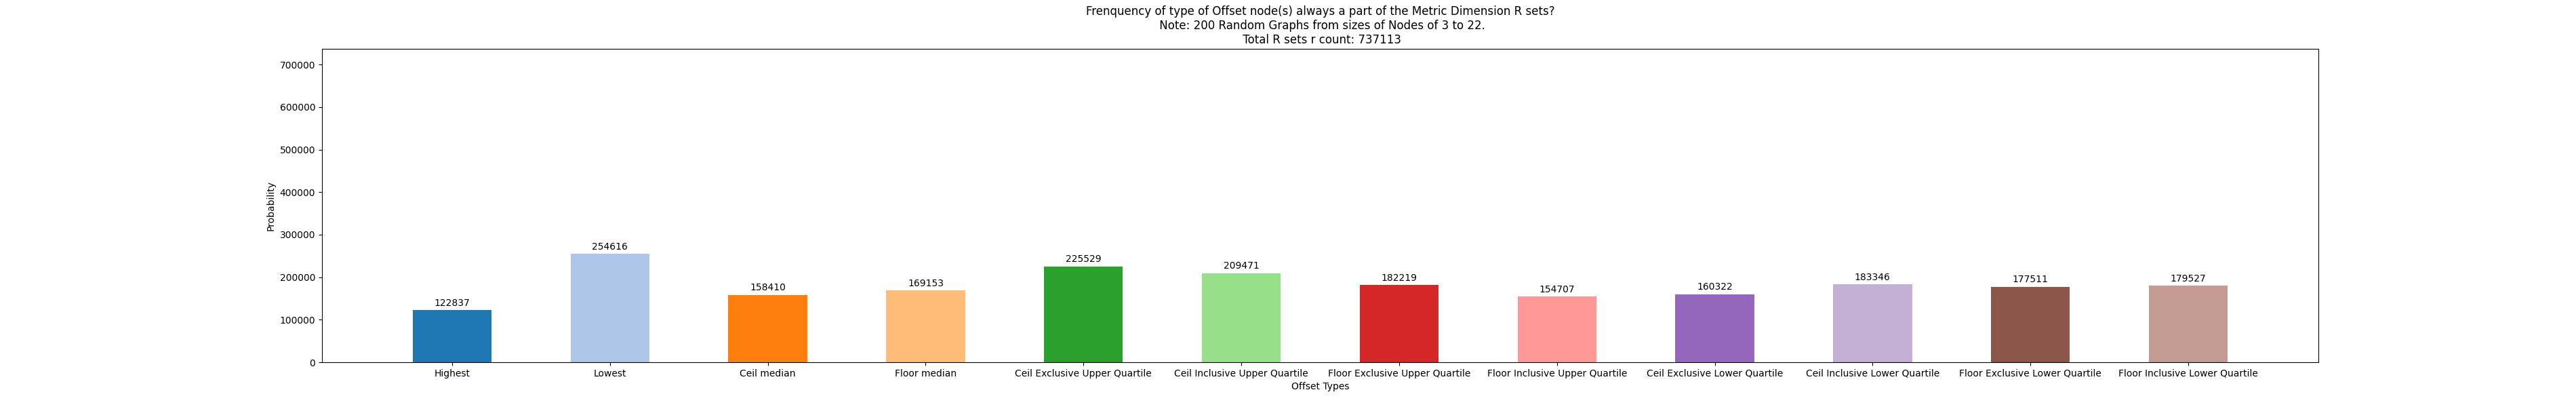 Frenquency of type of Offset node(s) always a part of the Metric Dimension R sets?
Note: 200 Random Graphs from sizes of Nodes of 3 to 22.
Total R sets r count: 737113
700000
600000
500000
400000
300000
200000
100000
0
Probability
122837
254616
158410
169153
225529
209471
182219
154707
160322
183346
177511
179527
Highest
Lowest
Ceil median
Floor median
Ceil Exclusive Upper Quartile
Ceil Inclusive Upper Quartile
Floor Exclusive Upper Quartile
Floor Inclusive Upper Quartile
Ceil Exclusive Lower Quartile
Ceil Inclusive Lower Quartile
Floor Exclusive Lower Quartile
Floor Inclusive Lower Quartile
Offset Types